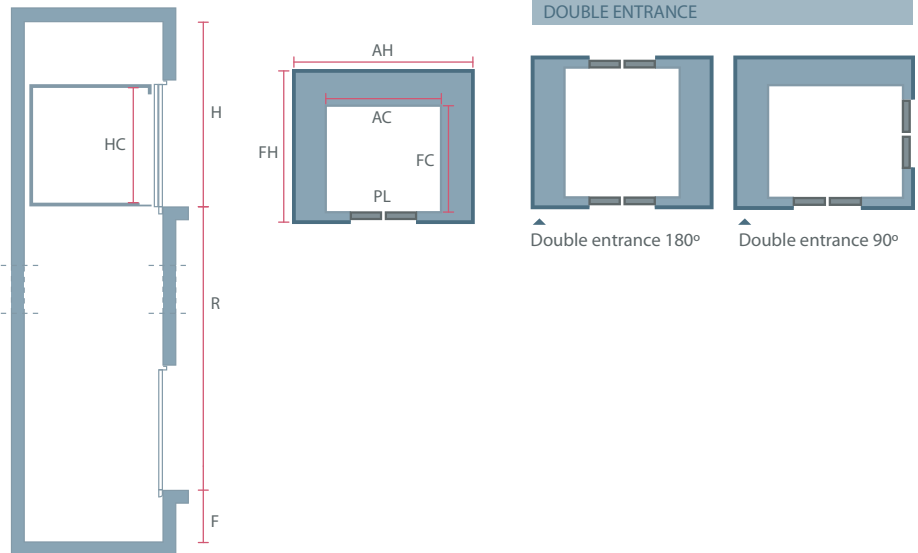 DOUBLE ENTRANCE
AH
H
HC
AC
FH
FC
PL
Double entrance 180º
Double entrance 90º
R
F